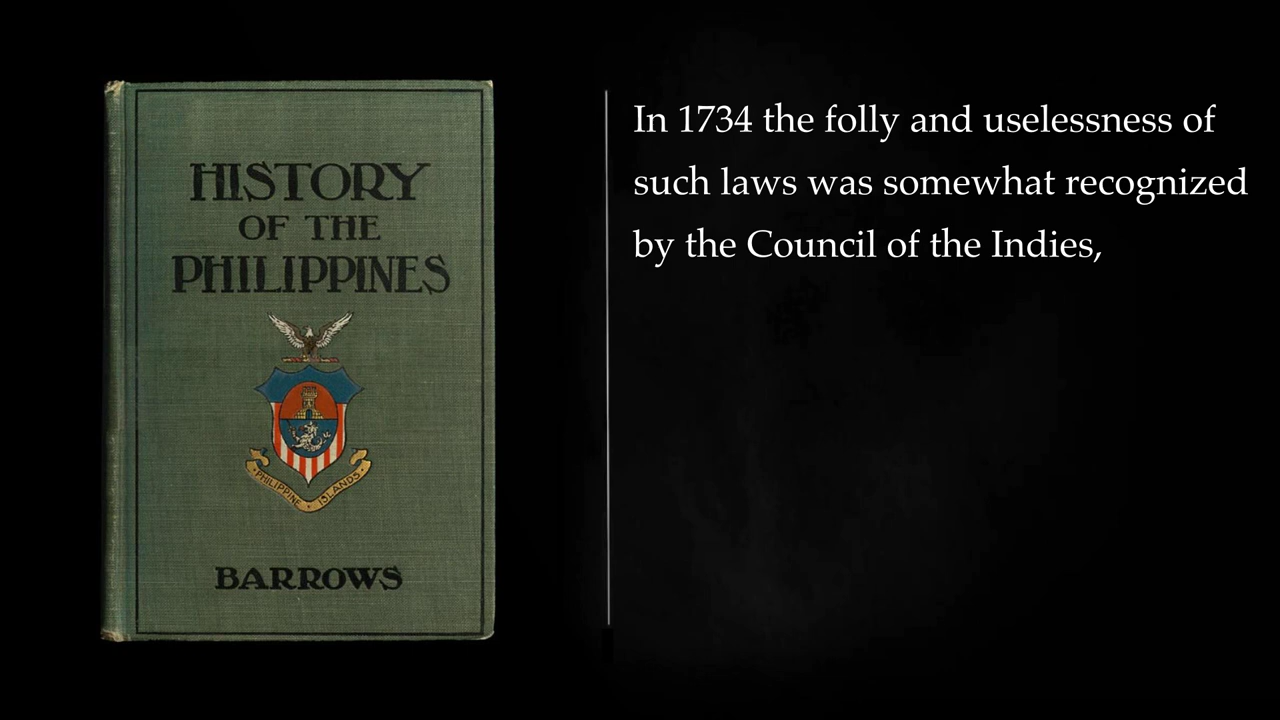 HISTORY
OF THE
PHILIPPINES
PHILIPPINE ISLANDS
BARROWS
In 1734 the folly and uselessness of
such laws was somewhat recognized
by the Council of the Indies,